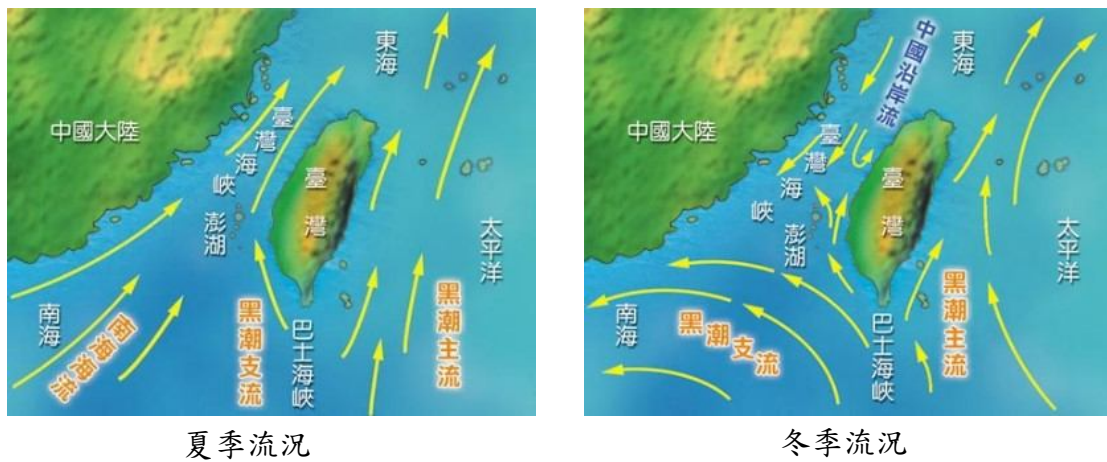 東海
中國大陸
臺灣海峽
澎湖
臺灣
太平洋
南海
南海海流
黑潮支流
巴士海峽
黑潮主流
夏季流況
中國沿岸流
東海
中國大陸
臺灣海峽
澎湖
臺灣
太平洋
南海
黑潮支流
巴士海峽
黑潮主流
冬季流況